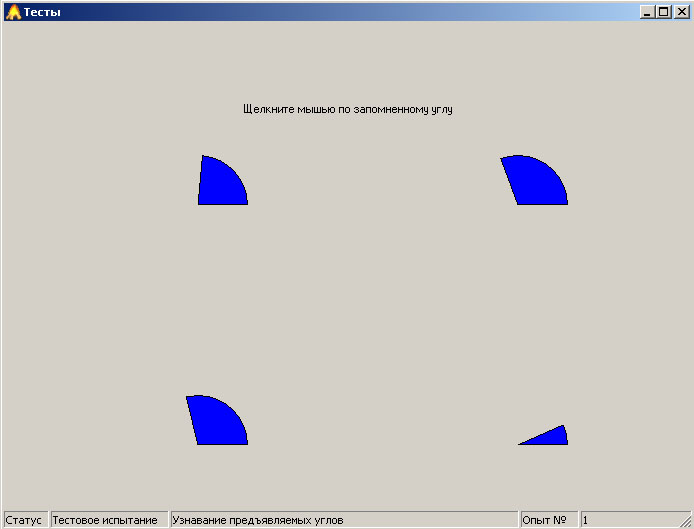 Тесты
Щелкните мышью по запомненному углу
Статус
Тестовое испытание
Узнавание предъявляемых углов
Опыт №
1